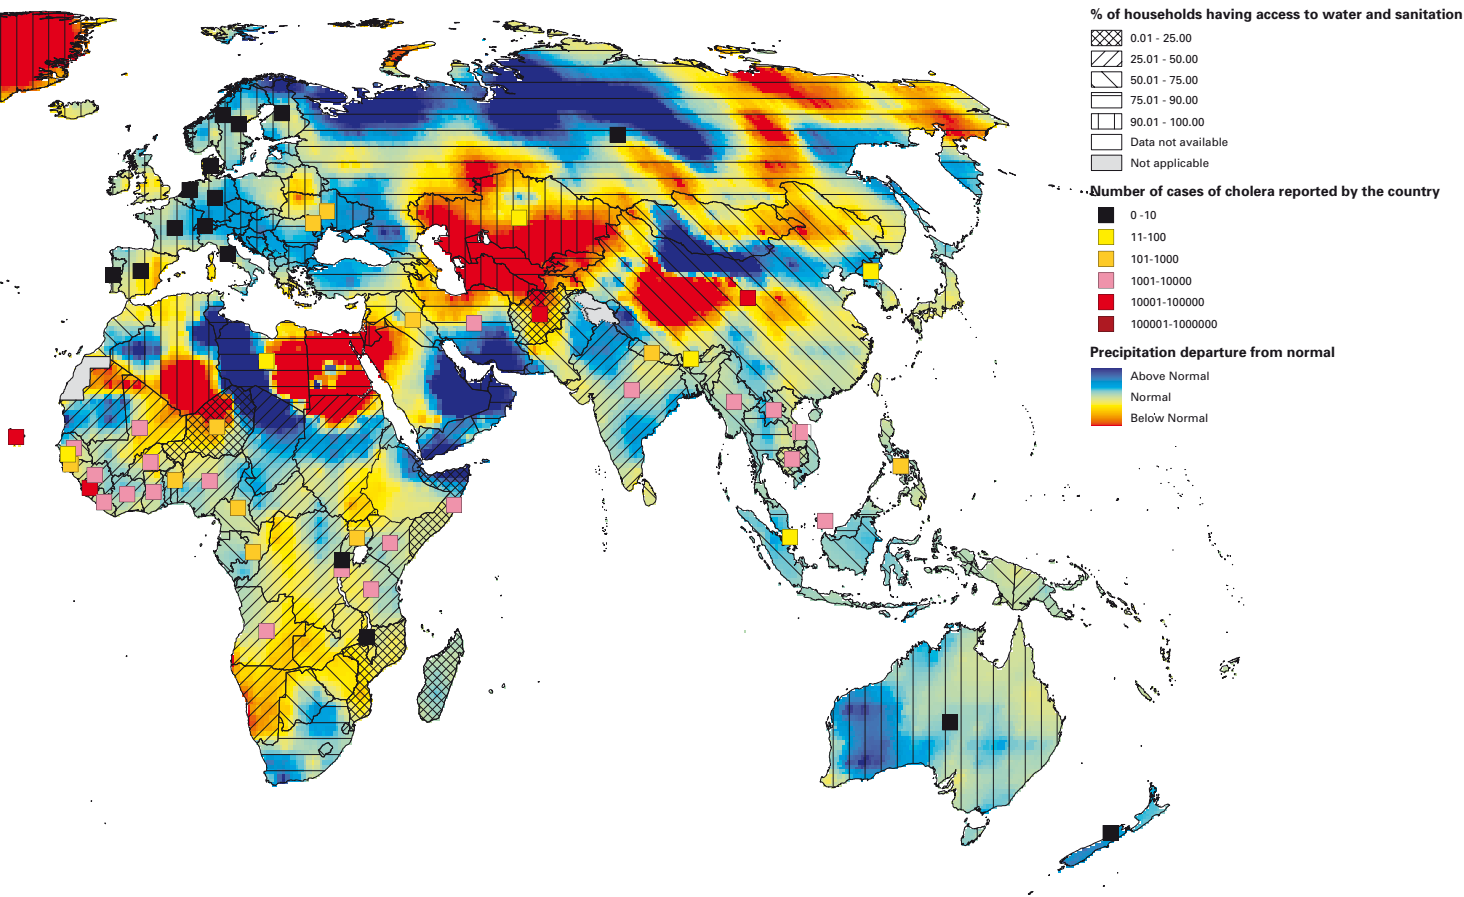 % of households having access to water and sanitation
0.01 - 25.00
25.01 - 50.00
50.01 - 75.00
75.01 - 90.00
90.01 - 100.00
Data not available
Not applicable
Number of cases of cholera reported by the country
0 -10
11-100
101-1000
1001-10000
10001-100000
100001-1000000
Precipitation departure from normal
Above Normal
Normal
Below Normal